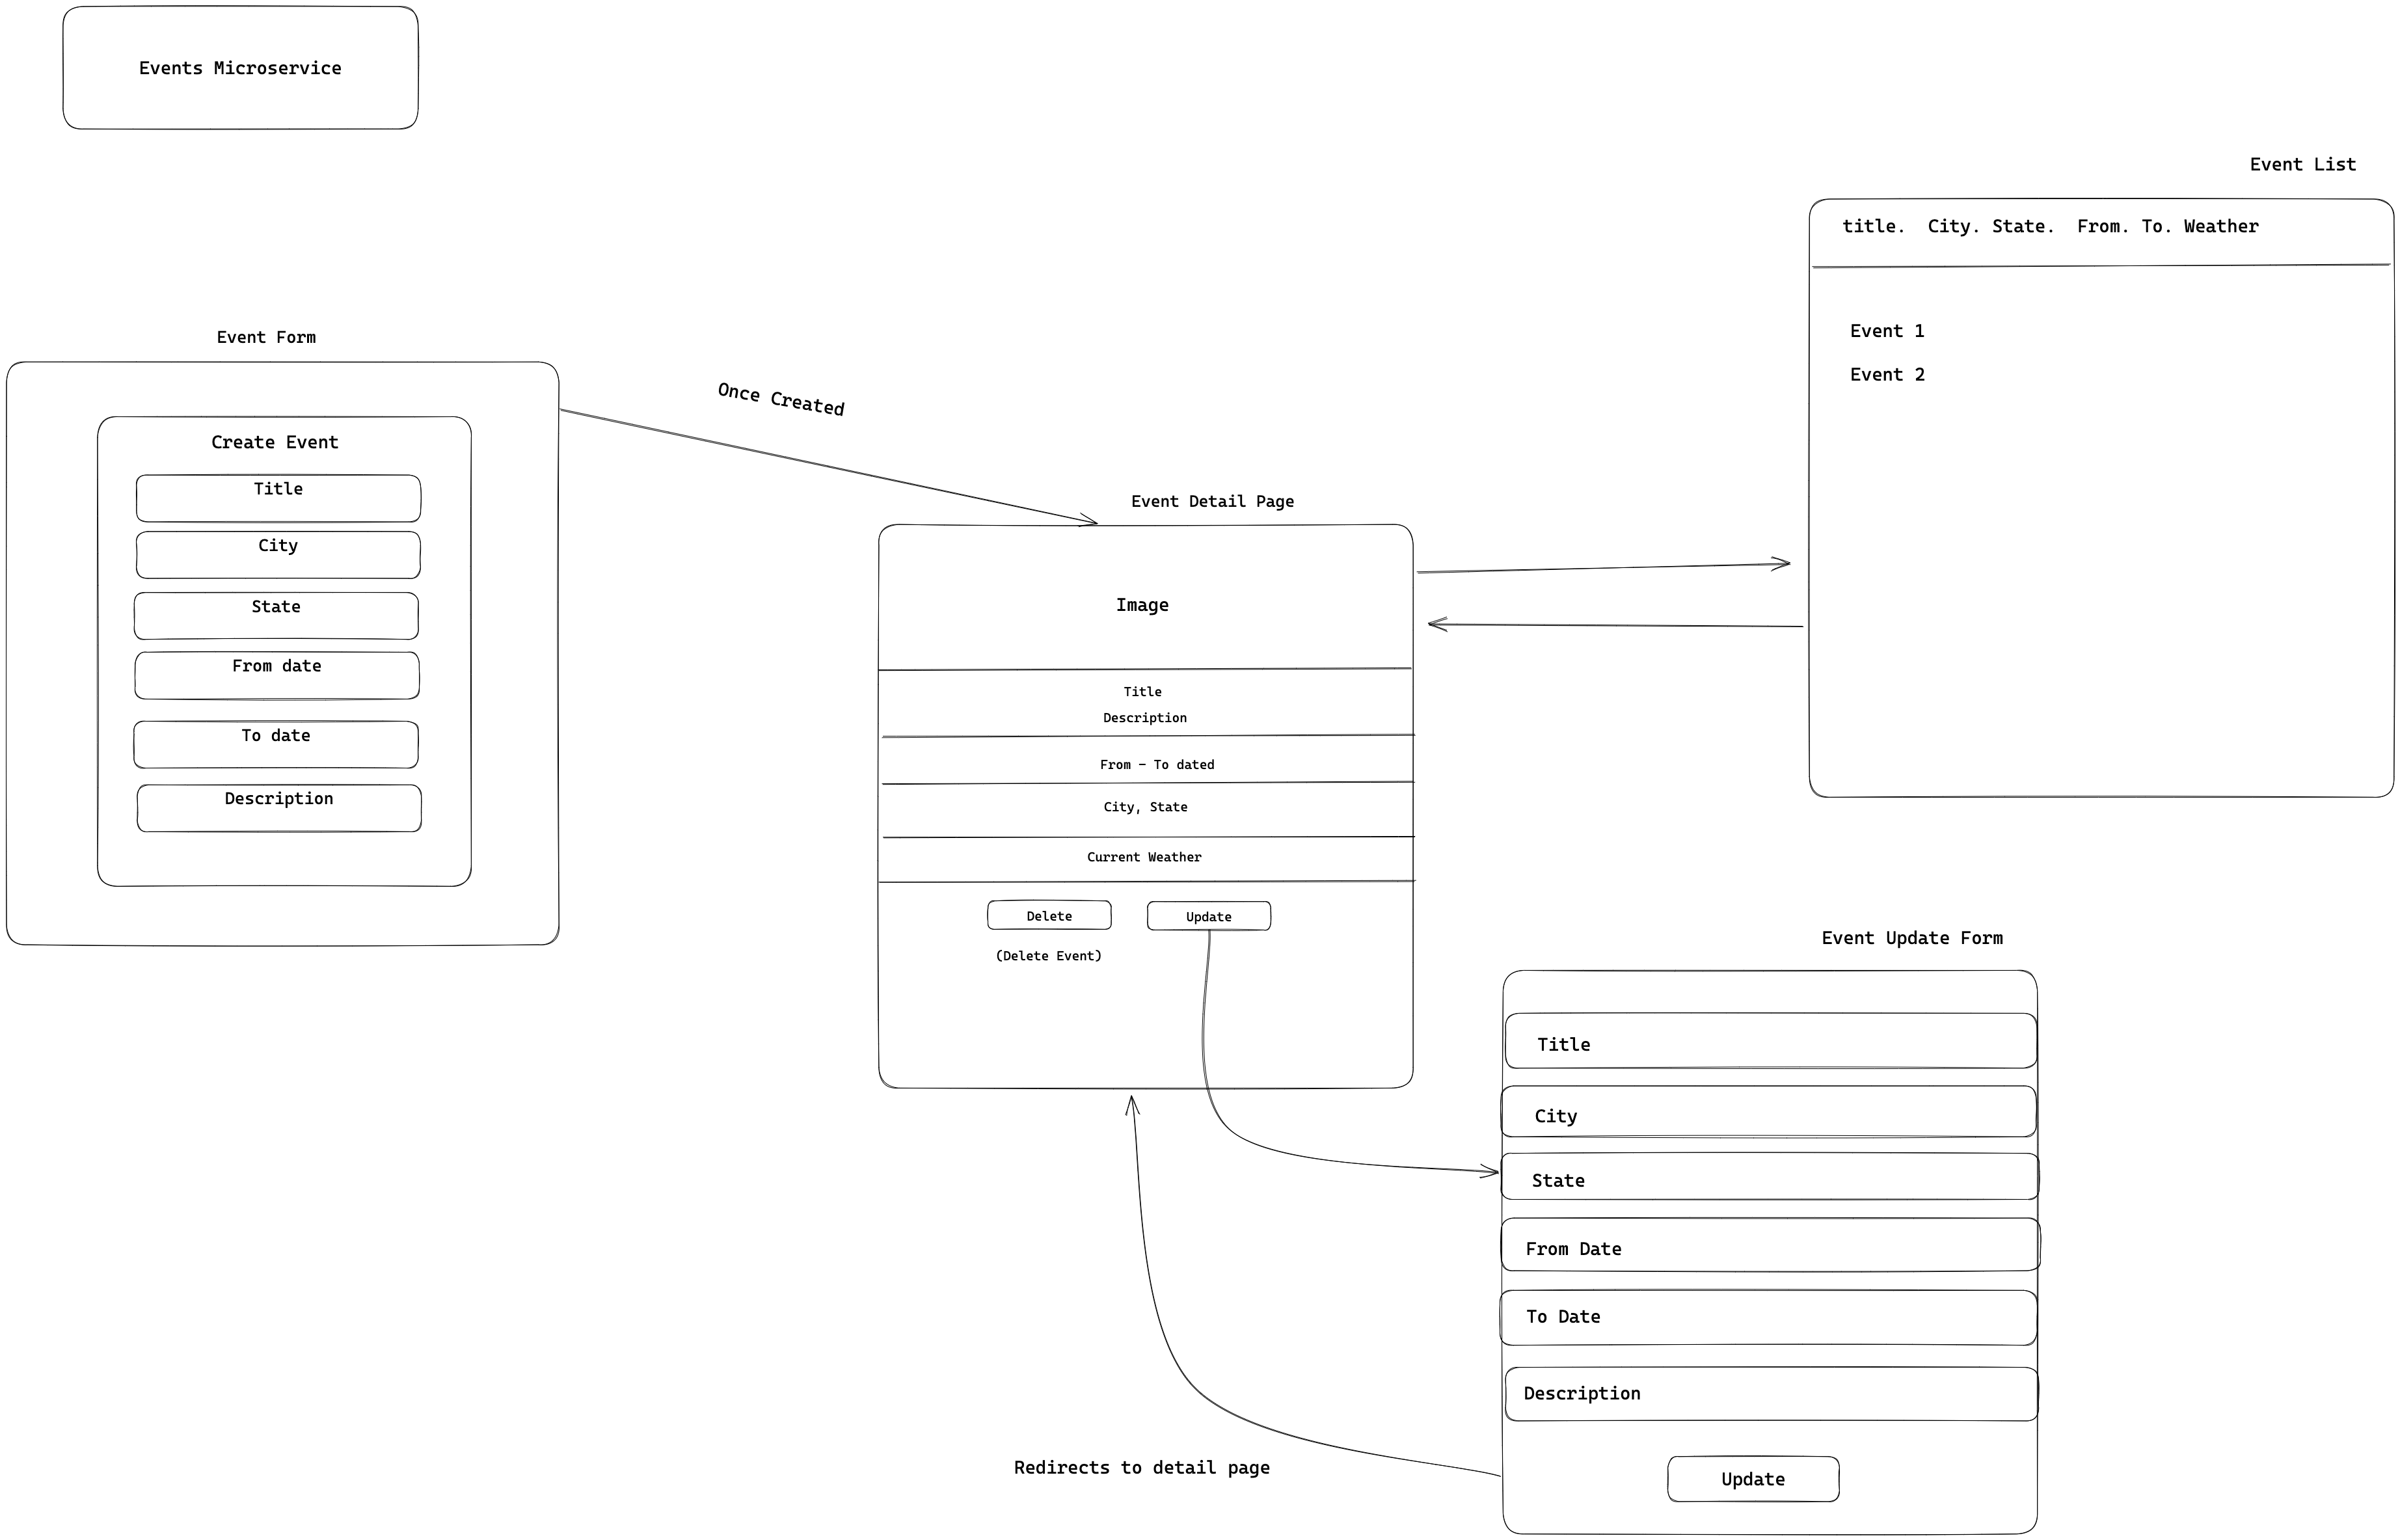 Events Microservice
Event List
title.  City. State.  From. To. Weather
Event 1
Event 2
Event Form
Create Event
Title
City
State
From date
To date
Description
Once Created
Event Detail Page
Image
Title
Description
From - To dated
City, State
Current Weather
Delete
Update
(Delete Event)
Event Update Form
Title
City
State
From Date
To Date
Description
Update
Redirects to detail page